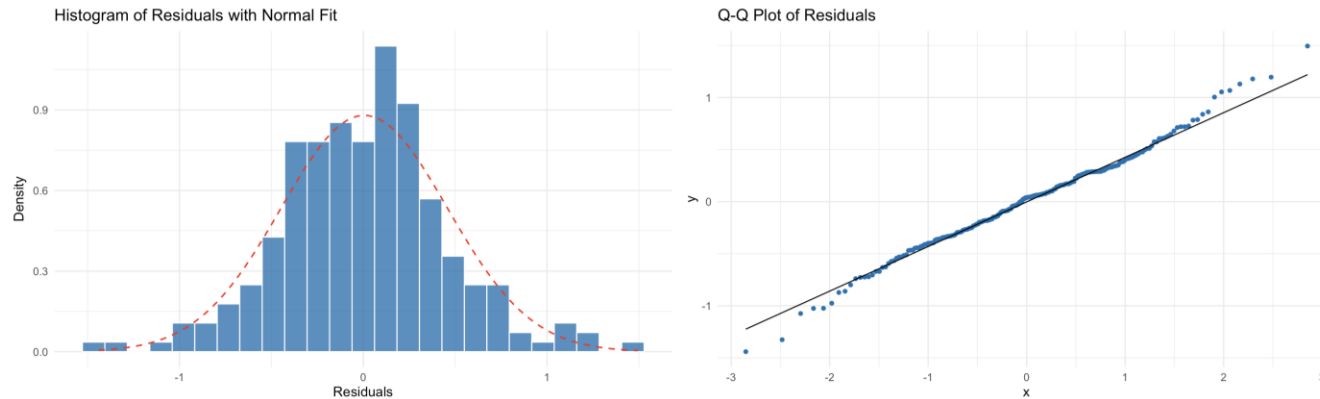 Histogram of Residuals with Normal Fit
0.9
0.6
0.3
0.0
Density
-1
0
1
Residuals
Q-Q Plot of Residuals
1
0
-1
y
-3
-2
-1
0
1
2
3
x